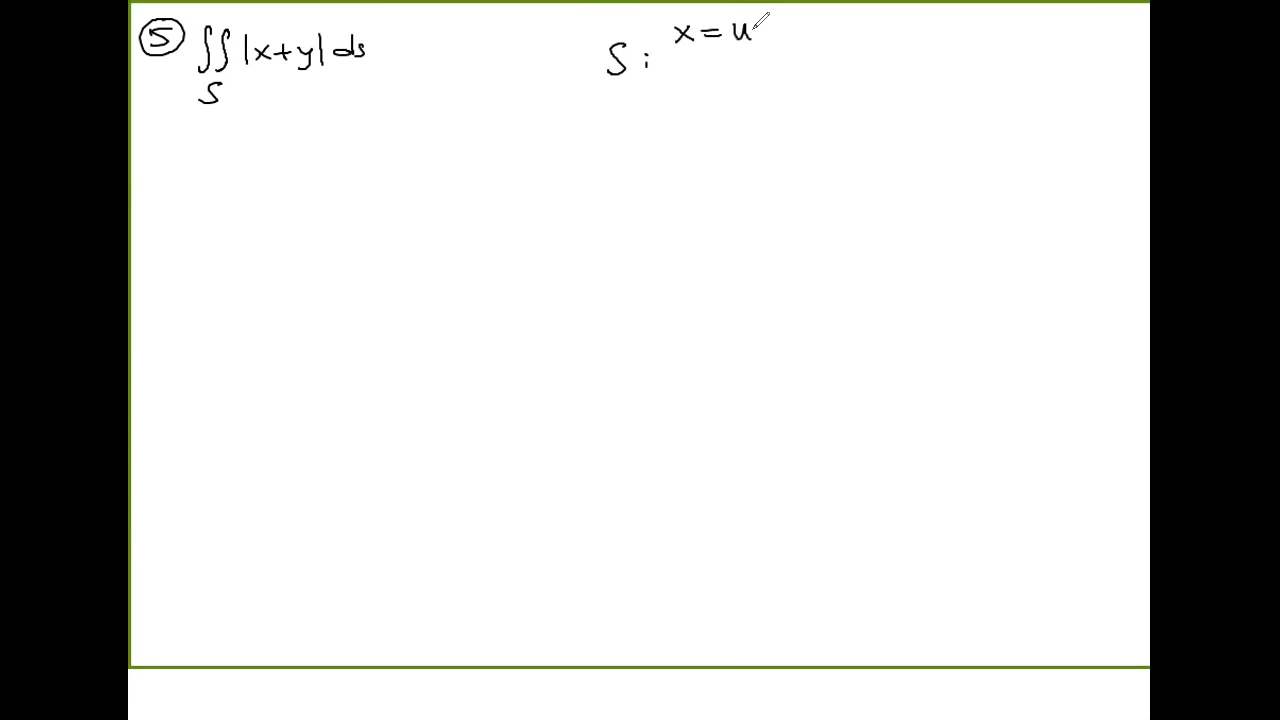 ⑤ ∬ |x+y| ds
S
S : x = u